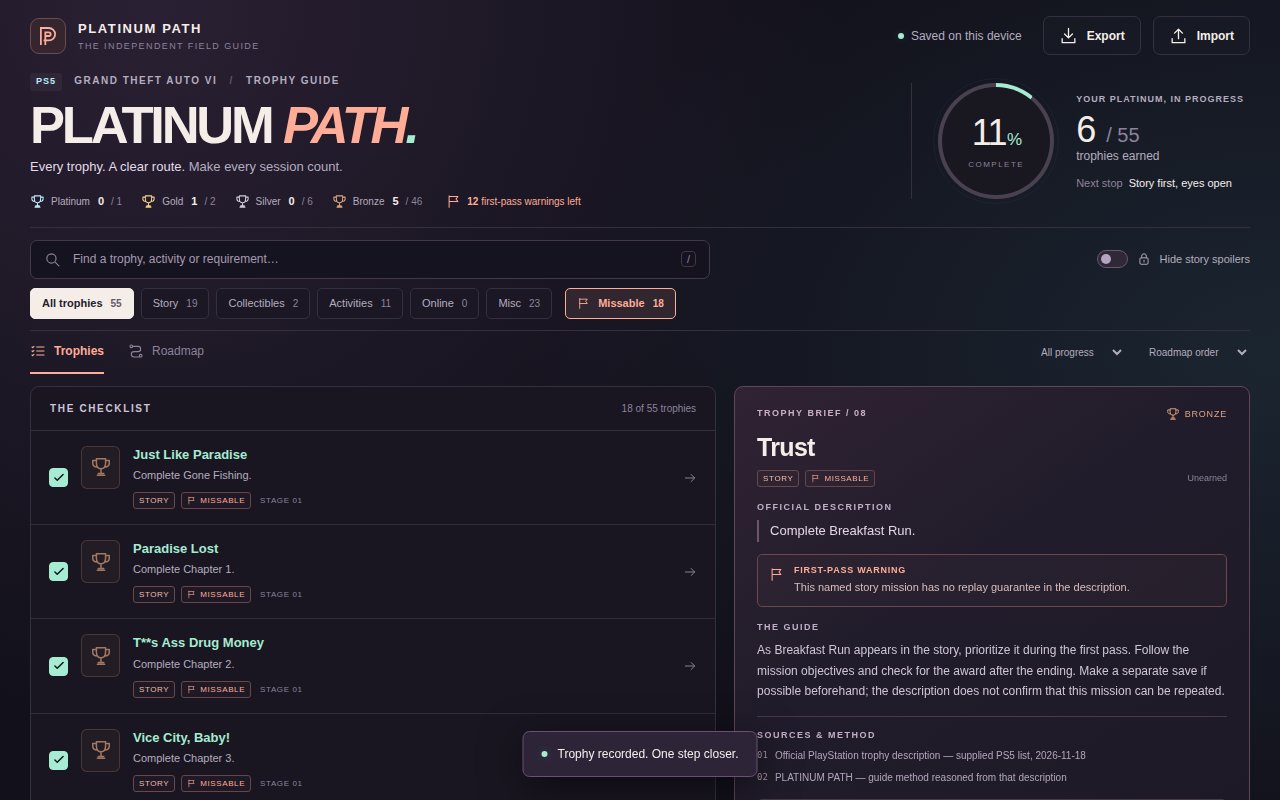 PLATINUM PATH
THE INDEPENDENT FIELD GUIDE
Saved on this device
Export
Import
PS5 GRAND THEFT AUTO VI / TROPHY GUIDE
PLATINUM PATH.
Every trophy. A clear route. Make every session count.
Platinum 0 / 1 Gold 1 / 2 Silver 0 / 6 Bronze 5 / 46 12 first-pass warnings left
11%
COMPLETE
YOUR PLATINUM, IN PROGRESS
6 / 55
trophies earned
Next stop Story first, eyes open
Find a trophy, activity or requirement… /
Hide story spoilers
All trophies 55 Story 19 Collectibles 2 Activities 11 Online 0 Misc 23 Missable 18
Trophies Roadmap
All progress Roadmap order
THE CHECKLIST 18 of 55 trophies
Just Like Paradise
Complete Gone Fishing.
STORY MISSABLE STAGE 01
Paradise Lost
Complete Chapter 1.
STORY MISSABLE STAGE 01
T**s Ass Drug Money
Complete Chapter 2.
STORY MISSABLE STAGE 01
Vice City, Baby!
Complete Chapter 3.
STORY MISSABLE STAGE 01
TROPHY BRIEF / 08 BRONZE
Trust
STORY MISSABLE Unearned
OFFICIAL DESCRIPTION
Complete Breakfast Run.
FIRST-PASS WARNING
This named story mission has no replay guarantee in the description.
THE GUIDE
As Breakfast Run appears in the story, prioritize it during the first pass. Follow the
mission objectives and check for the award after the ending. Make a separate save if
possible beforehand; the description does not confirm that this mission can be repeated.
SOURCES & METHOD
01 Official PlayStation trophy description — supplied PS5 list, 2026-11-18
02 PLATINUM PATH — guide method reasoned from that description
Trophy recorded. One step closer.